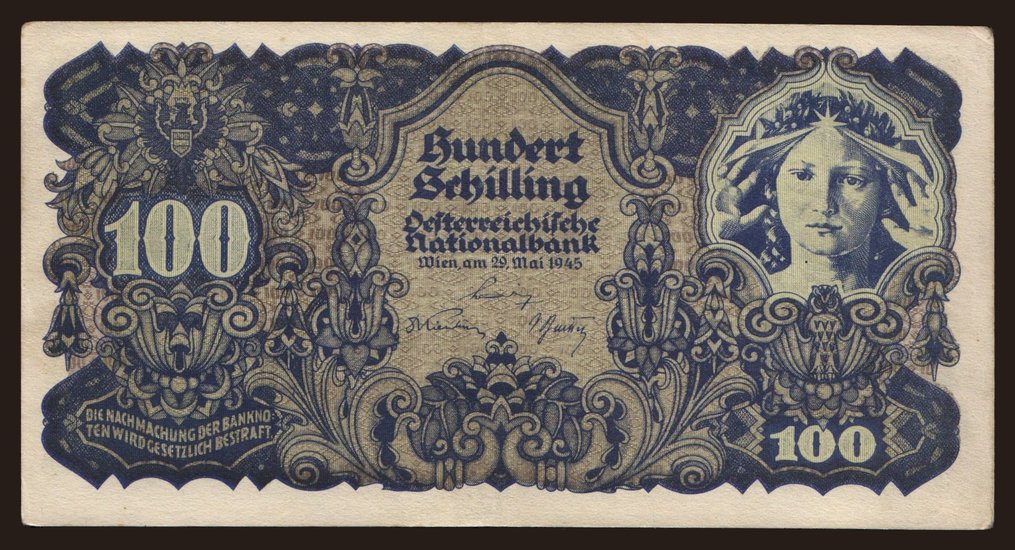 Hundert
Schilling
Oesterreichische
Nationalbank
Wien, am 29. Mai 1945
100
DIE NACHMACHUNG DER BANKNO-
TEN WIRD GESETZLICH BESTRAFT
100